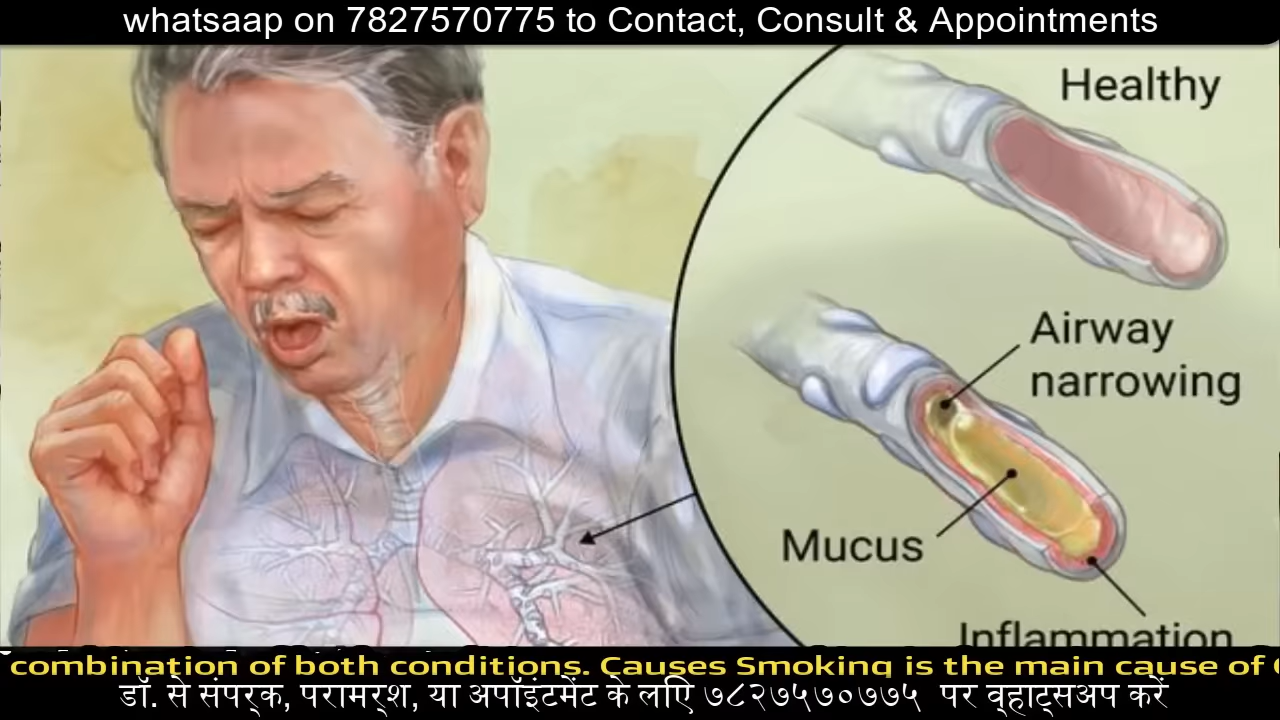 whatsaap on 7827570775 to Contact, Consult & Appointments
Healthy
Airway
narrowing
Mucus
Inflammation
combination of both conditions. Causes Smoking is the main cause of
डॉ. से संपर्क, परामर्श, या अपॉइंटमेंट के लिए ७८२७५७०७७५ पर व्हाट्सअप करें